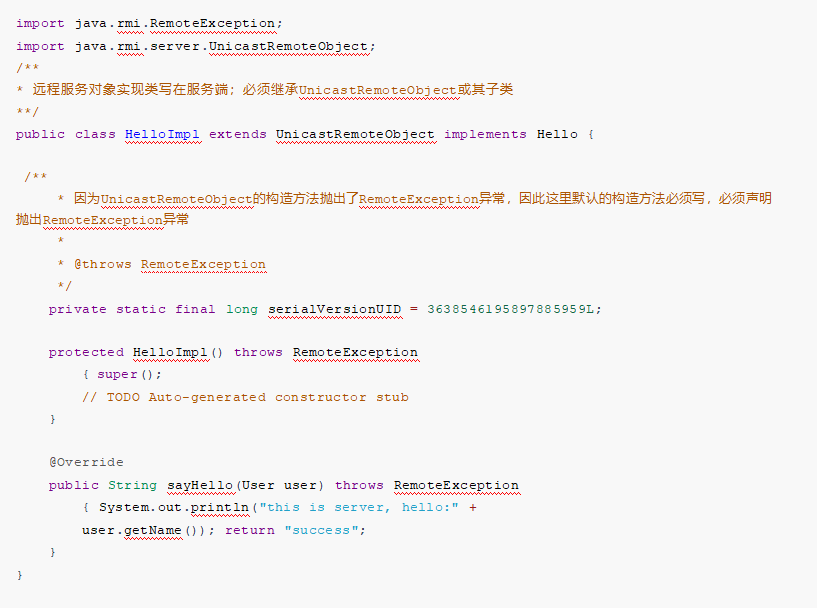 import java.rmi.RemoteException;
import java.rmi.server.UnicastRemoteObject;
/**
* 远程服务对象实现类写在服务端；必须继承UnicastRemoteObject或其子类
**/
public class HelloImpl extends UnicastRemoteObject implements Hello {
/**
* 因为UnicastRemoteObject的构造方法抛出了RemoteException异常，因此这里默认的构造方法必须写，必须声明
抛出RemoteException异常
*
* @throws RemoteException
*/
private static final long serialVersionUID = 3638546195897885959L;
protected HelloImpl() throws RemoteException
{ super();
// TODO Auto-generated constructor stub
}
@Override
public String sayHello(User user) throws RemoteException
{ System.out.println("this is server, hello:" +
user.getName()); return "success";
}
}